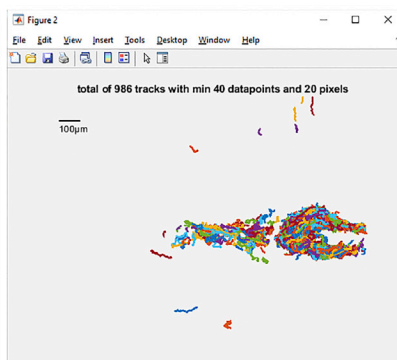 Figure 2
File Edit View Insert Tools Desktop Window Help
total of 986 tracks with min 40 datapoints and 20 pixels
100µm